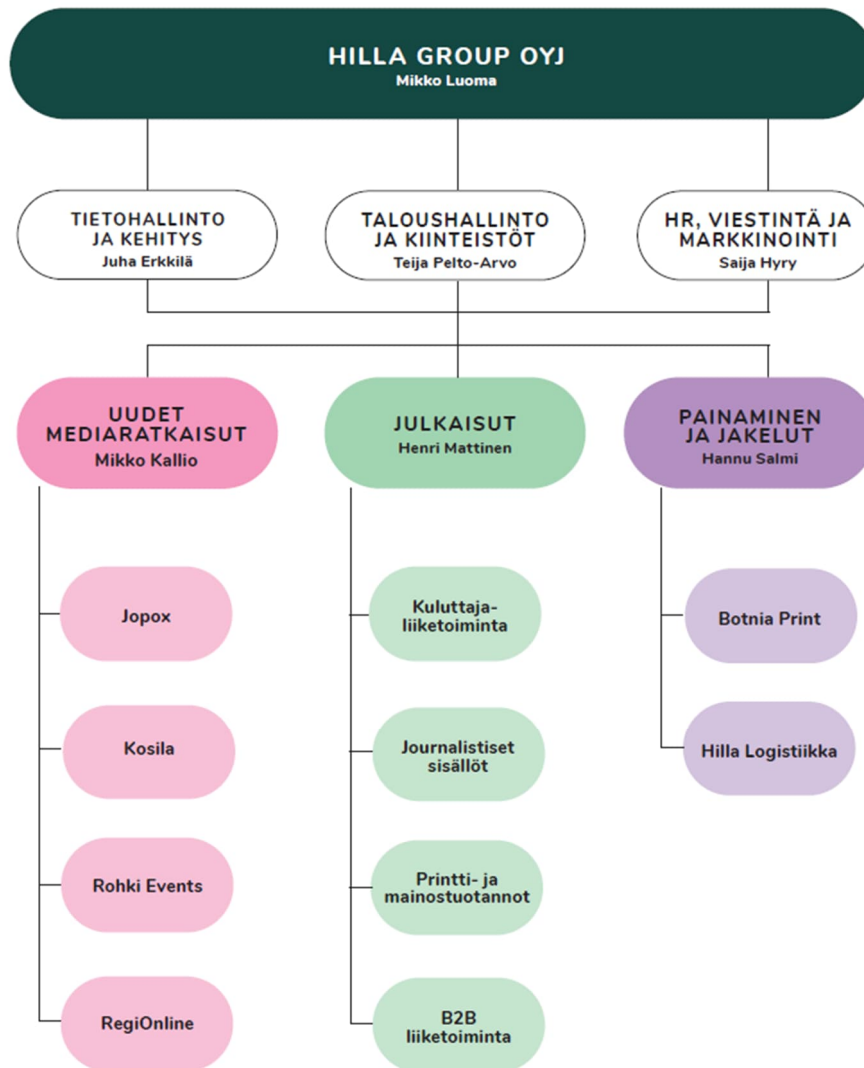 HILLA GROUP OYJ
Mikko Luoma
TIETOHALLINTO
JA KEHITYS
Juha Erkkilä
TALOUSHALLINTO
JA KIINTEISTÖT
Teija Pelto-Arvo
HR, VIESTINTÄ JA
MARKKINOINTI
Saija Hyry
UUDET
MEDIARATKAISUT
Mikko Kallio
JULKAISUT
Henri Mattinen
PAINAMINEN
JA JAKELUT
Hannu Salmi
Jopox
Kosila
Rohki Events
RegiOnline
Kuluttaja-
liiketoiminta
Journalistiset
sisällöt
Printti- ja
mainostuotannot
B2B
liiketoiminta
Botnia Print
Hilla Logistiikka